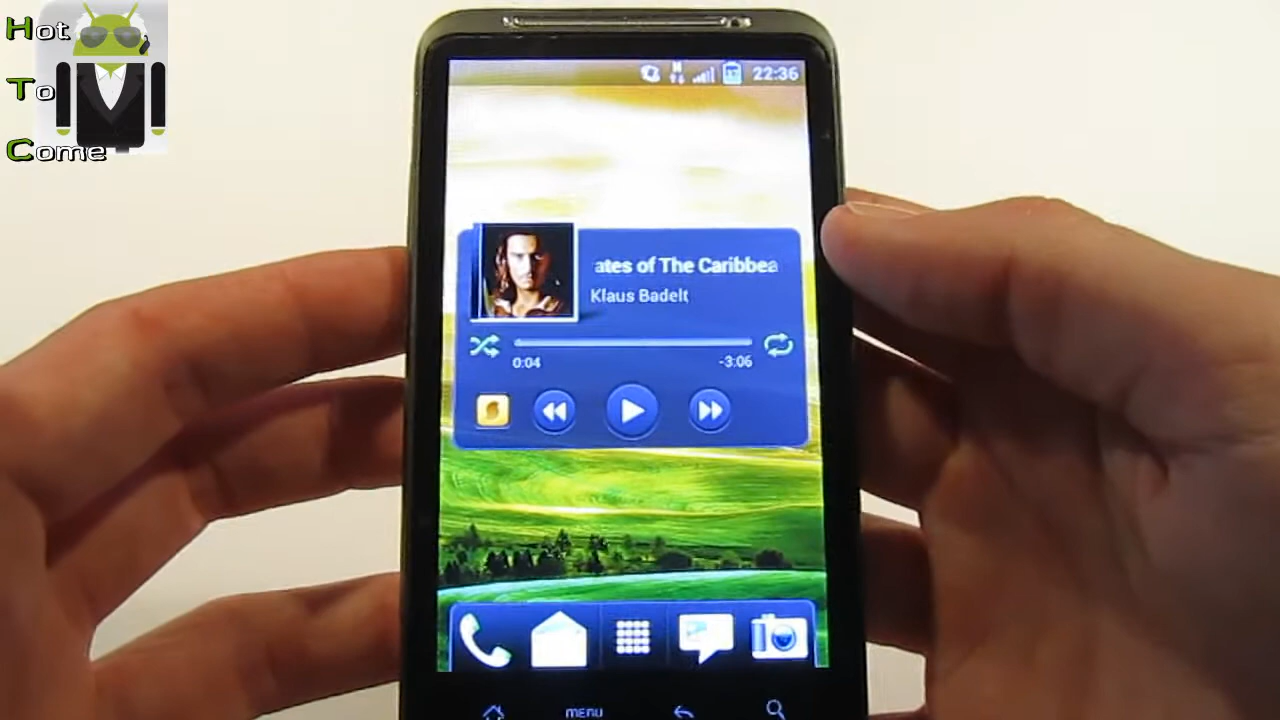 Hot
To
Come
22:36
ates of The Caribbea
Klaus Badelt
0:04
-3:06
MENU